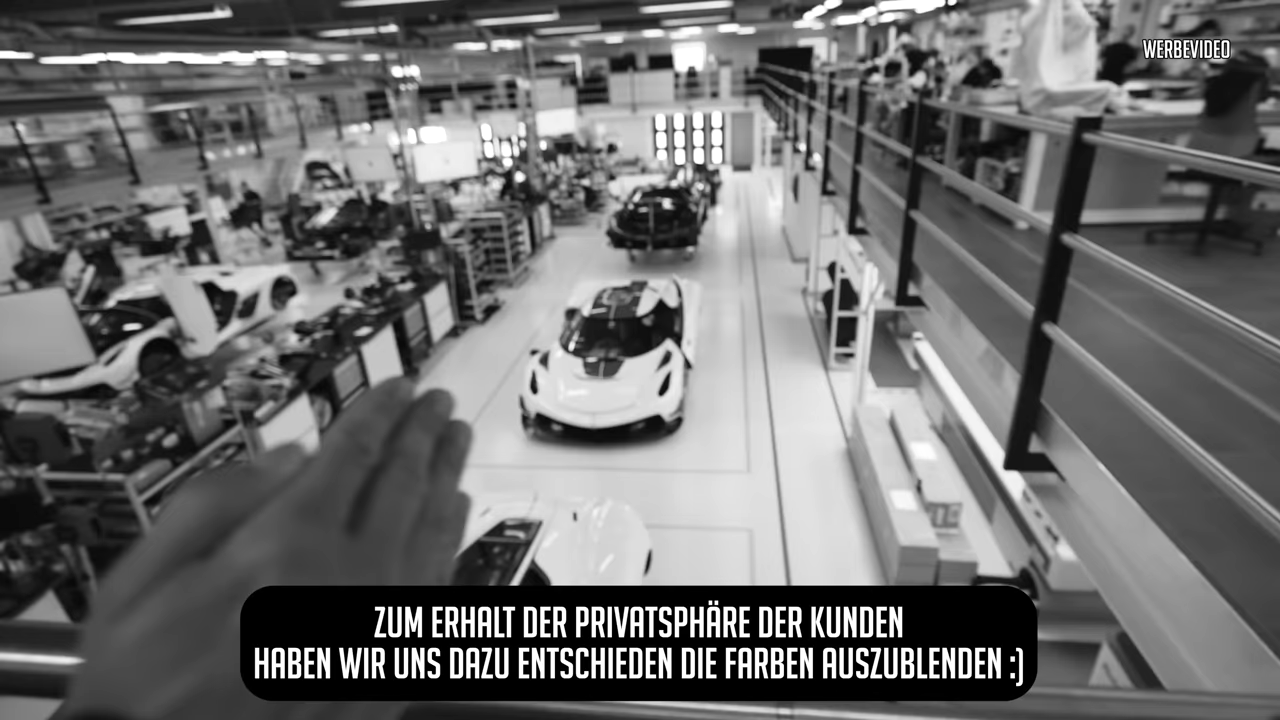 WERBEVIDEO
ZUM ERHALT DER PRIVATSPHÄRE DER KUNDEN
HABEN WIR UNS DAZU ENTSCHIEDEN DIE FARBEN AUSZUBLENDEN :)